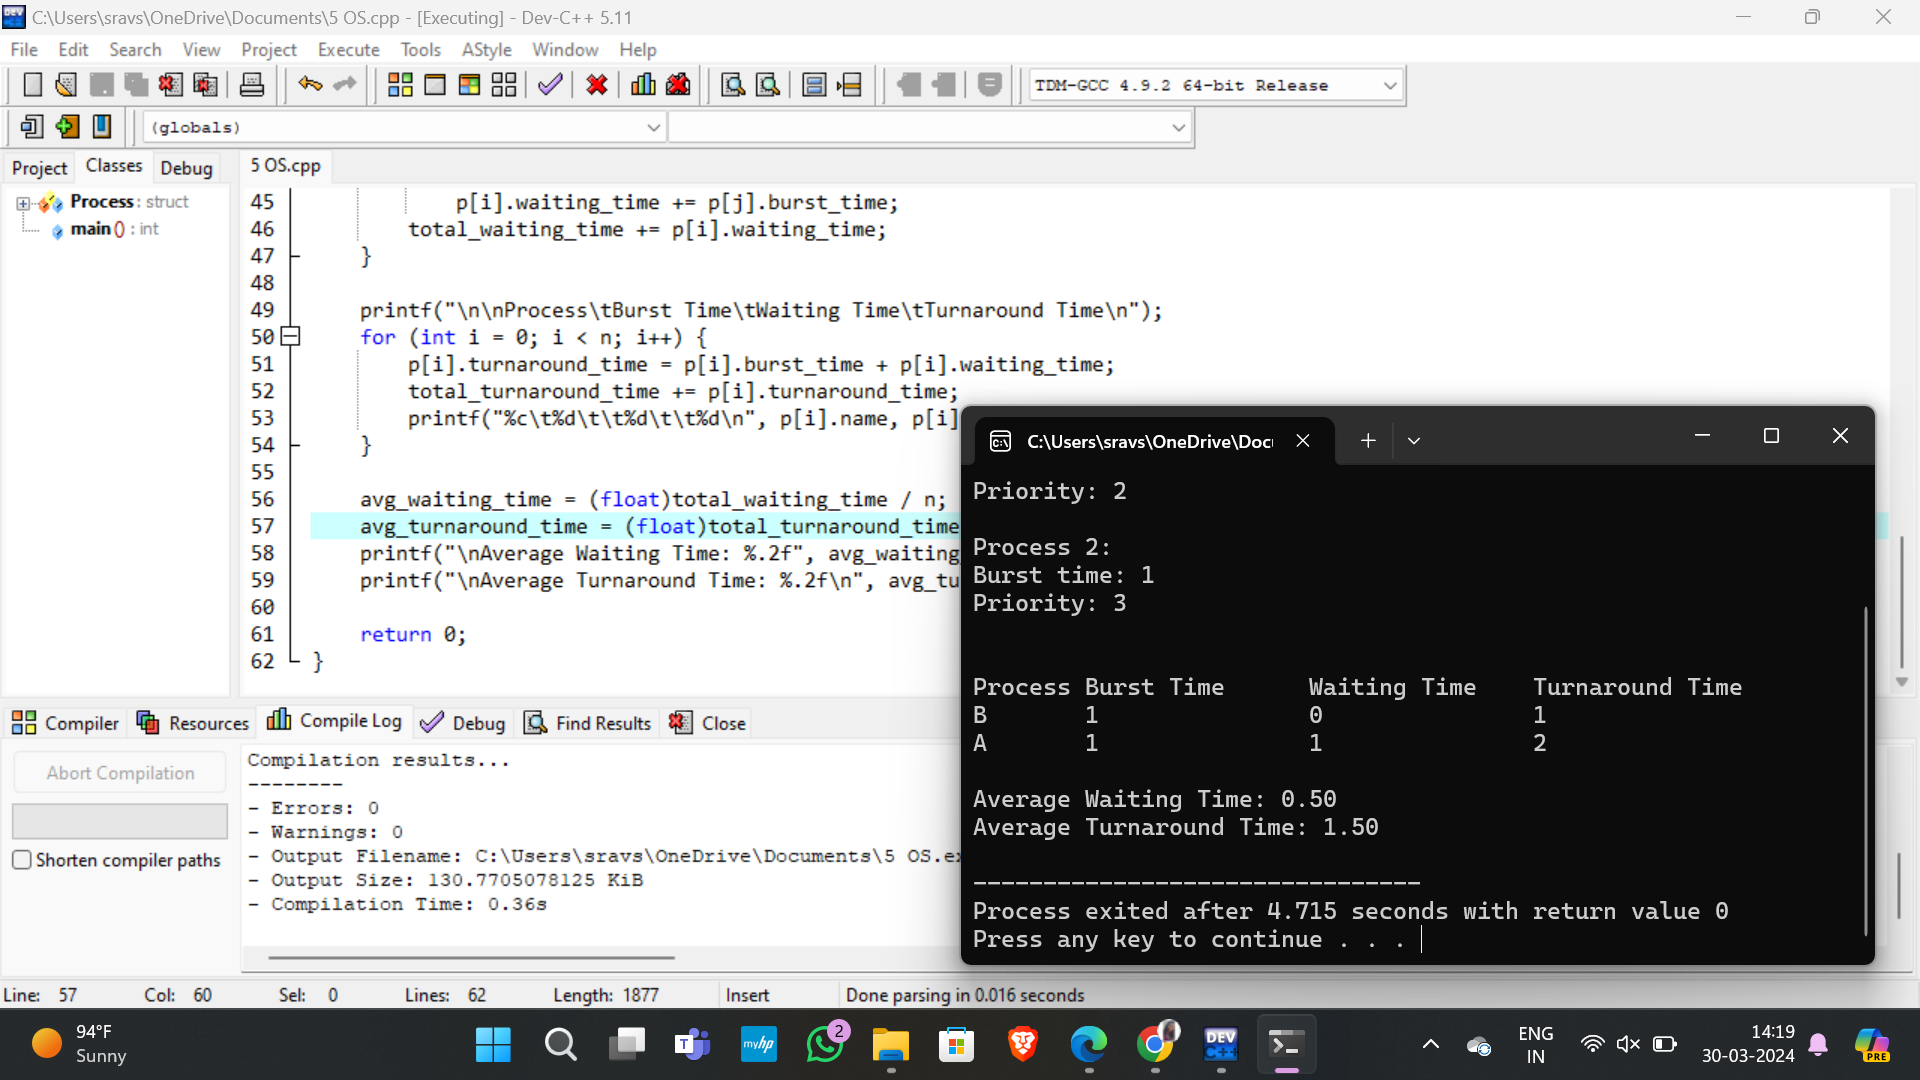 C:\Users\sravs\OneDrive\Documents\5 OS.cpp - [Executing] - Dev-C++ 5.11
File Edit Search View Project Execute Tools AStyle Window Help
TDM-GCC 4.9.2 64-bit Release
(globals)
Project Classes Debug
5 OS.cpp
Process : struct
main () : int
45 p[i].waiting_time += p[j].burst_time;
46 total_waiting_time += p[i].waiting_time;
47 }
48
49 printf("\n\nProcess\tBurst Time\tWaiting Time\tTurnaround Time\n");
50 for (int i = 0; i < n; i++) {
51 p[i].turnaround_time = p[i].burst_time + p[i].waiting_time;
52 total_turnaround_time += p[i].turnaround_time;
53 printf("%c\t%d\t\t%d\t\t%d\n", p[i].name, p[i]
54 }
55
56 avg_waiting_time = (float)total_waiting_time / n;
57 avg_turnaround_time = (float)total_turnaround_time
58 printf("\nAverage Waiting Time: %.2f", avg_waiting
59 printf("\nAverage Turnaround Time: %.2f\n", avg_tu
60
61 return 0;
62 }
C:\Users\sravs\OneDrive\Doc
Priority: 2
Process 2:
Burst time: 1
Priority: 3
Process Burst Time Waiting Time Turnaround Time
B 1 0 1
A 1 1 2
Average Waiting Time: 0.50
Average Turnaround Time: 1.50
--------------------------------
Process exited after 4.715 seconds with return value 0
Press any key to continue . . .
Compiler Resources Compile Log Debug Find Results Close
Abort Compilation
Shorten compiler paths
Compilation results...
--------
- Errors: 0
- Warnings: 0
- Output Filename: C:\Users\sravs\OneDrive\Documents\5 OS.ex
- Output Size: 130.7705078125 KiB
- Compilation Time: 0.36s
Line: 57 Col: 60 Sel: 0 Lines: 62 Length: 1877 Insert Done parsing in 0.016 seconds
94°F
Sunny
T
myhp
2
DEV
C++
ENG
IN
14:19
30-03-2024
PRE